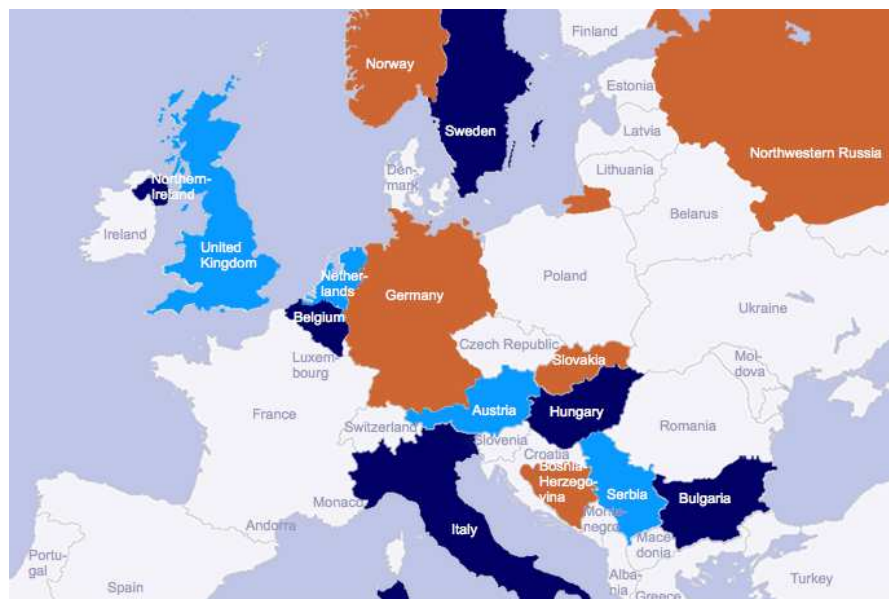 Finland
Norway
Estonia
Sweden
Latvia
Northwestern Russia
Den-
mark
Lithuania
Northern-
Ireland
Belarus
Ireland
United
Kingdom
Nether-
lands
Poland
Germany
Ukraine
Belgium
Czech Republic
Luxem-
bourg
Slovakia
Mol-
dova
France
Austria
Hungary
Switzerland
Romania
Slovenia
Croatia
Bosnia-
Herzego-
vina
Serbia
Bulgaria
Monaco
Monte-
negro
Italy
Andorra
Mace-
donia
Portu-
gal
Spain
Alba-
nia
Greece
Turkey